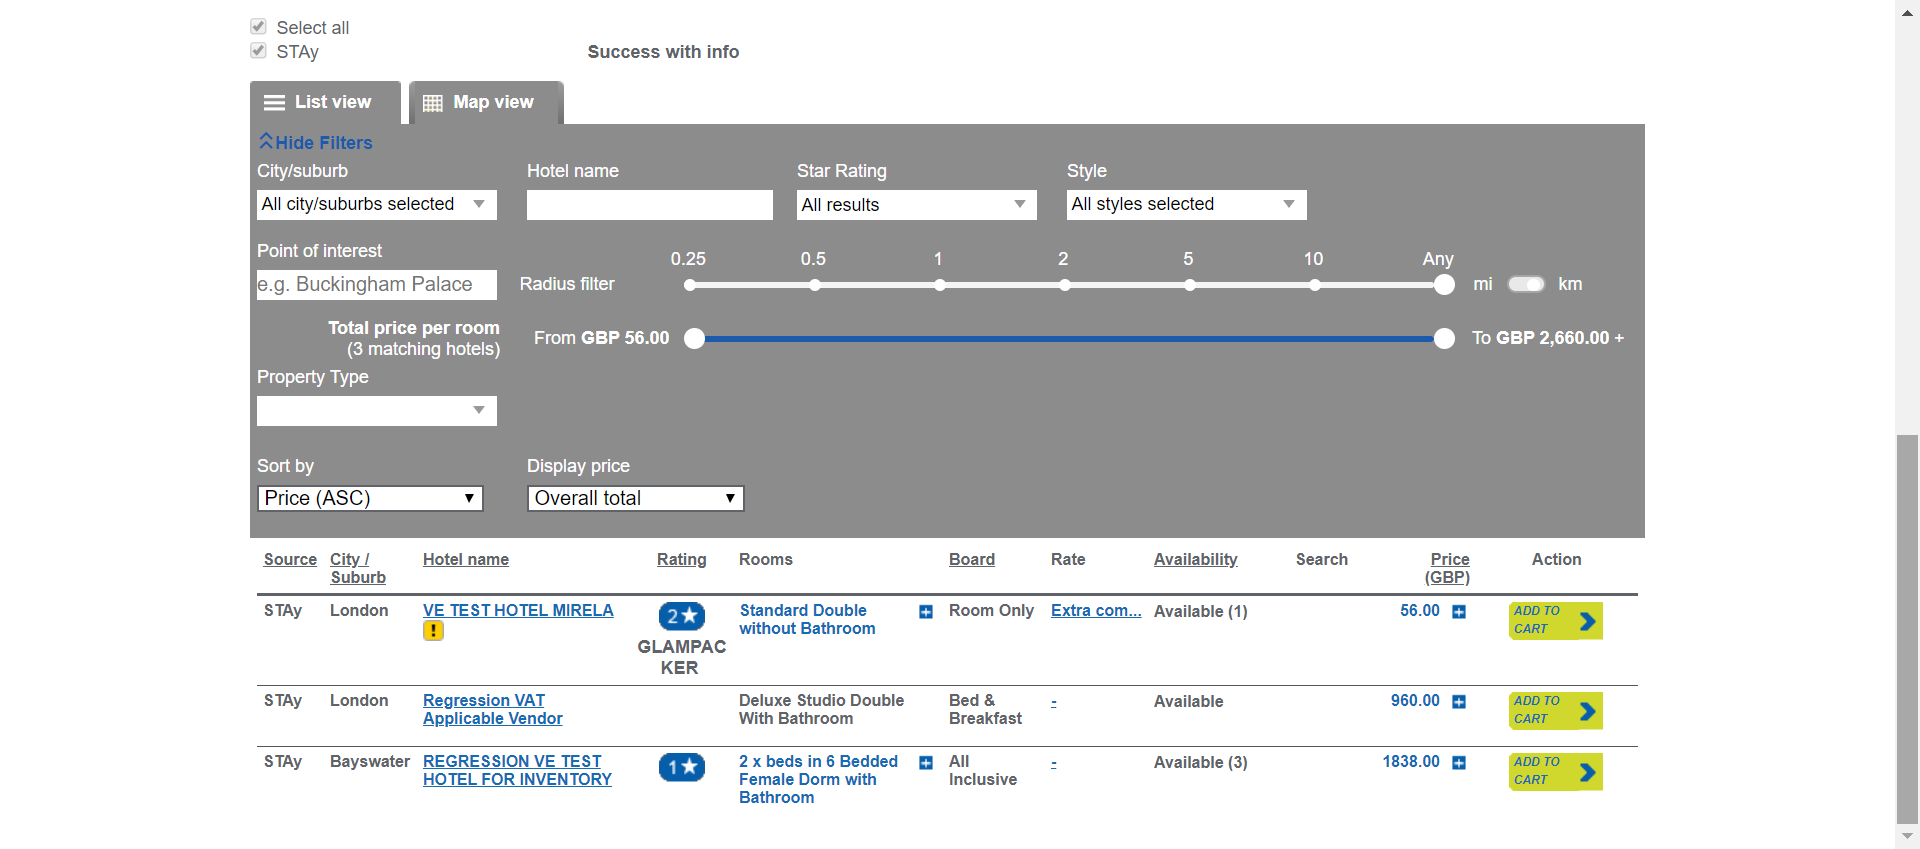 Select all
STAy Success with info
List view Map view
Hide Filters
City/suburb Hotel name Star Rating Style
All city/suburbs selected All results All styles selected
Point of interest
0.25 0.5 1 2 5 10 Any
e.g. Buckingham Palace Radius filter mi km
Total price per room
(3 matching hotels)
From GBP 56.00 To GBP 2,660.00 +
Property Type
Sort by Display price
Price (ASC) Overall total
Source City / Suburb Hotel name Rating Rooms Board Rate Availability Search Price (GBP) Action
STAy London VE TEST HOTEL MIRELA ! 2 Standard Double Room Only Extra com... Available (1) 56.00 ADD TO
without Bathroom CART
GLAMPAC
KER
STAy London Regression VAT Deluxe Studio Double Bed & - Available 960.00 ADD TO
Applicable Vendor With Bathroom Breakfast CART
STAy Bayswater REGRESSION VE TEST 1 2 x beds in 6 Bedded All - Available (3) 1838.00 ADD TO
HOTEL FOR INVENTORY Female Dorm with Inclusive CART
Bathroom